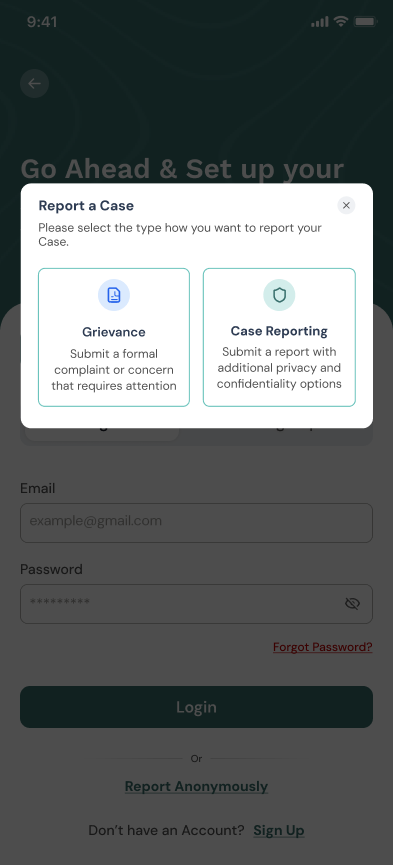 9:41
Go Ahead & Set up your
Report a Case
Please select the type how you want to report your
Case.
Grievance
Submit a formal
complaint or concern
that requires attention
Case Reporting
Submit a report with
additional privacy and
confidentiality options
Email
example@gmail.com
Password
*********
Forgot Password?
Login
Or
Report Anonymously
Don't have an Account? Sign Up